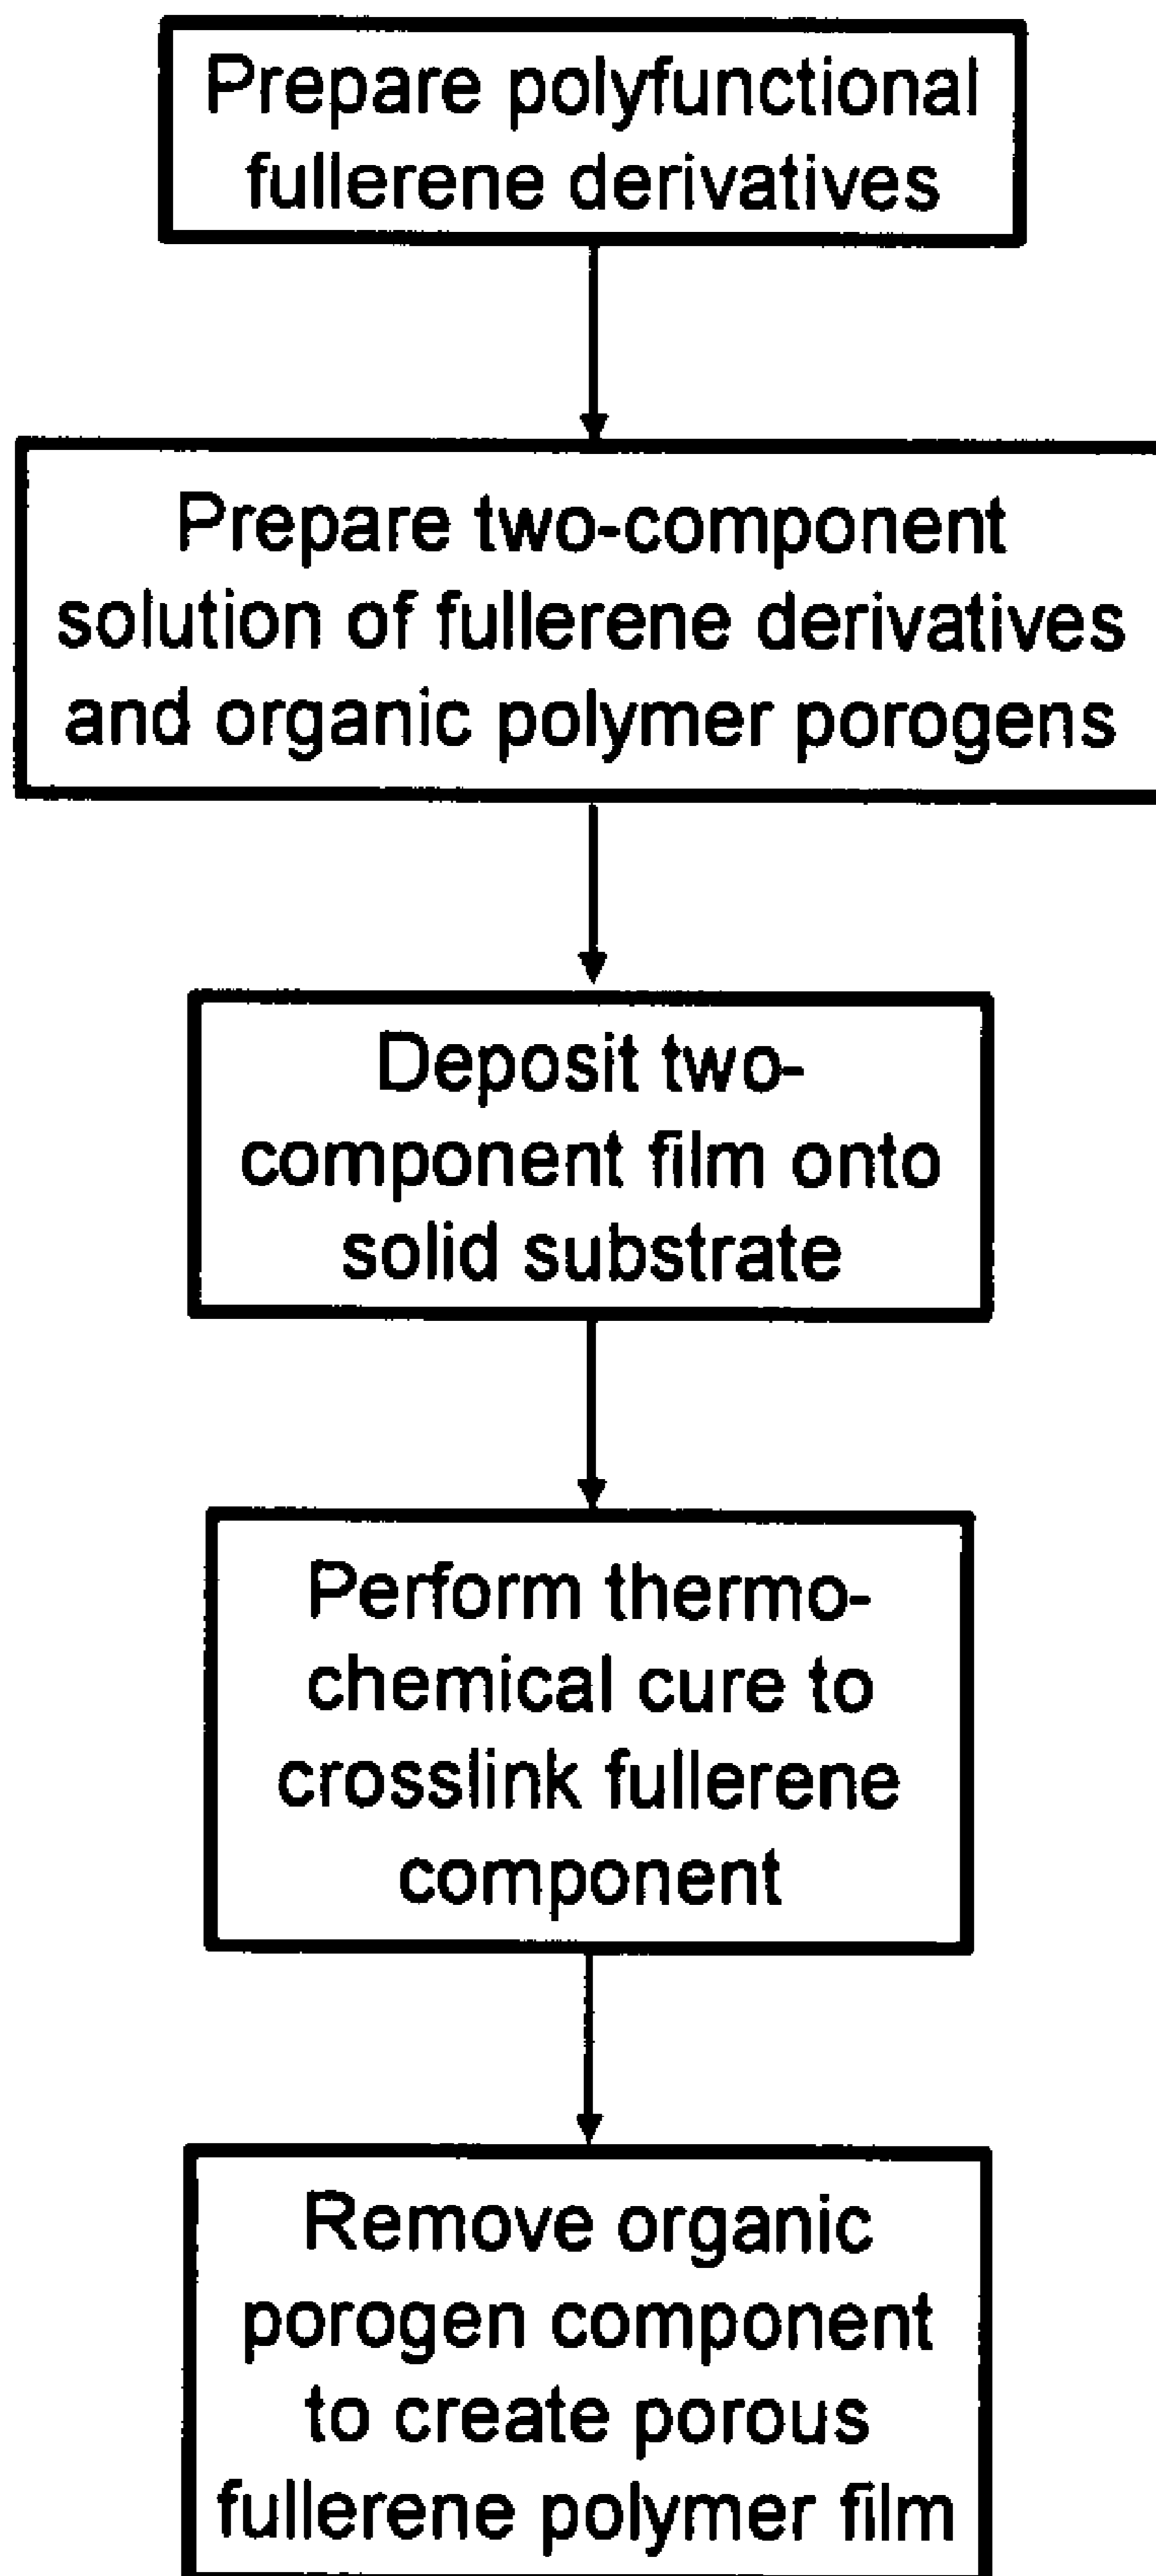 Prepare polyfunctional
fullerene derivatives
Prepare two-component
solution of fullerene derivatives
and organic polymer porogens
Deposit two-
component film onto
solid substrate
Perform thermo-
chemical cure to
crosslink fullerene
component
Remove organic
porogen component
to create porous
fullerene polymer film